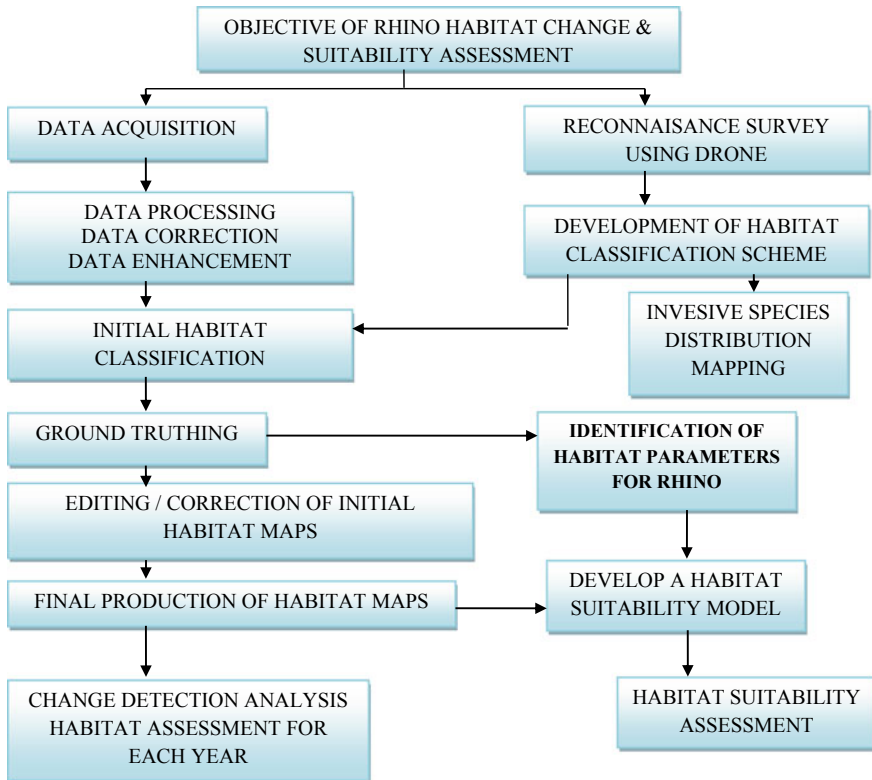 OBJECTIVE OF RHINO HABITAT CHANGE &
SUITABILITY ASSESSMENT
DATA ACQUISITION
RECONNAISANCE SURVEY
USING DRONE
DATA PROCESSING
DATA CORRECTION
DATA ENHANCEMENT
DEVELOPMENT OF HABITAT
CLASSIFICATION SCHEME
INITIAL HABITAT
CLASSIFICATION
INVESIVE SPECIES
DISTRIBUTION
MAPPING
GROUND TRUTHING
IDENTIFICATION OF
HABITAT PARAMETERS
FOR RHINO
EDITING / CORRECTION OF INITIAL
HABITAT MAPS
FINAL PRODUCTION OF HABITAT MAPS
DEVELOP A HABITAT
SUITABILITY MODEL
CHANGE DETECTION ANALYSIS
HABITAT ASSESSMENT FOR
EACH YEAR
HABITAT SUITABILITY
ASSESSMENT